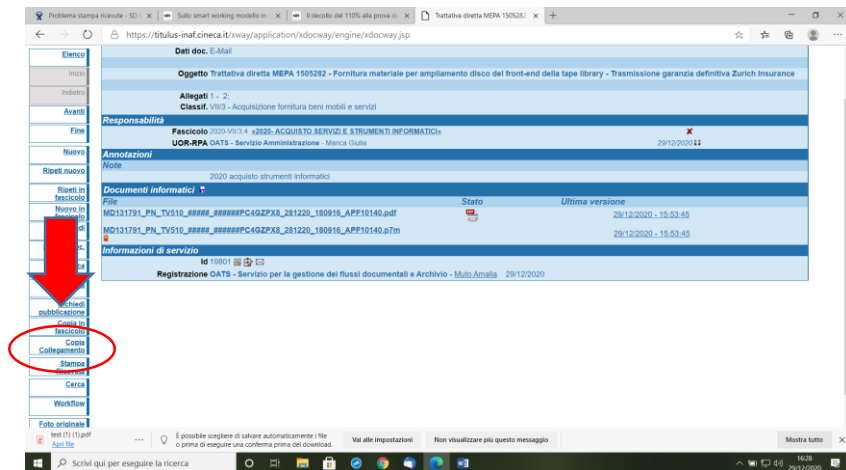 Problema stampa ricevute - SD I
Sullo smart working modello in
Il decollo del 110% alla prova do
Trattativa diretta MEPA 1505282
https://titulus-inaf.cineca.it/xway/application/xdocway/engine/xdocway.jsp
Elenco
Inizio
Indietro
Avanti
Fine
Nuovo
Ripeti nuovo
Ripeti in
fascicolo
Nuovo in
pubblicazione
Copia in
fascicolo
Copia
Collegamento
Stampa
Cerca
Workflow
Foto originale
Dati doc. E-Mail
Oggetto Trattativa diretta MEPA 1505282 - Fornitura materiale per ampliamento disco del front-end della tape library - Trasmissione garanzia definitiva Zurich Insurance
Allegati 1 - 2;
Classif. VII/3 - Acquisizione fornitura beni mobili e servizi
Responsabilità
Fascicolo 2020-VII/3.4 «2020- ACQUISTO SERVIZI E STRUMENTI INFORMATICI»
UOR-RPA OATS - Servizio Amministrazione - Manca Giulia 29/12/2020
Annotazioni
Note
2020 acquisto strumenti informatici
Documenti informatici
File Stato Ultima versione
MD131791_PN_TV510_#####_######PC4GZPX8_281220_180916_APF10140.pdf 29/12/2020 - 15:53:45
MD131791_PN_TV510_#####_######PC4GZPX8_281220_180916_APF10140.p7m 29/12/2020 - 15:53:45
Informazioni di servizio
Id 19801
Registrazione OATS - Servizio per la gestione dei flussi documentali e Archivio - Muto Amalia 29/12/2020
test (1) (1).pdf
Apri file
È possibile scegliere di salvare automaticamente i file
o prima di eseguire una conferma prima del download.
Vai alle impostazioni
Non visualizzare più questo messaggio
Mostra tutto
Scrivi qui per eseguire la ricerca
16:28
29/12/2020